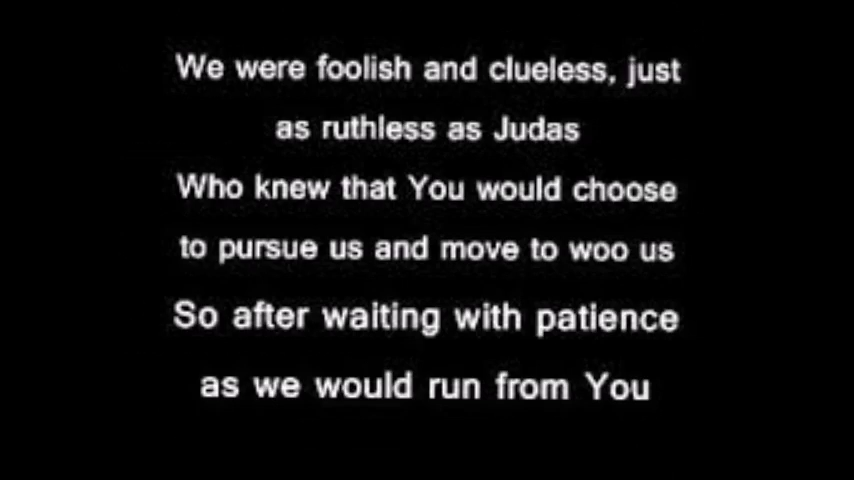 We were foolish and clueless, just
as ruthless as Judas
Who knew that You would choose
to pursue us and move to woo us
So after waiting with patience
as we would run from You